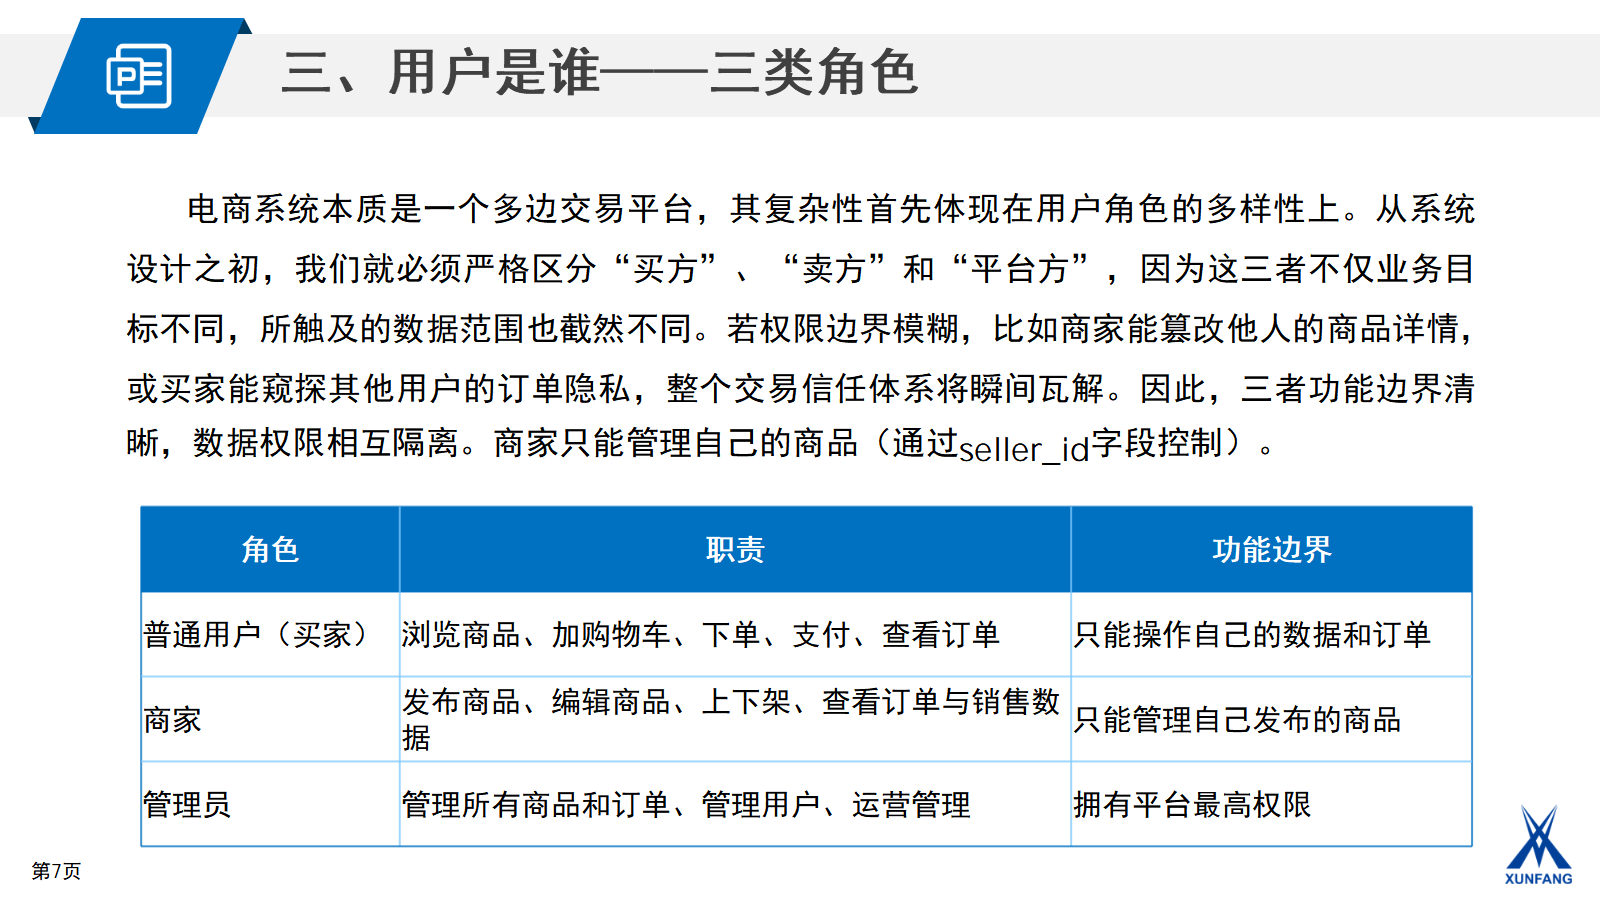 三、用户是谁——三类角色
电商系统本质是一个多边交易平台，其复杂性首先体现在用户角色的多样性上。从系统
设计之初，我们就必须严格区分“买方”、“卖方”和“平台方”，因为这三者不仅业务目
标不同，所触及的数据范围也截然不同。若权限边界模糊，比如商家能篡改他人的商品详情，
或买家能窥探其他用户的订单隐私，整个交易信任体系将瞬间瓦解。因此，三者功能边界清
晰，数据权限相互隔离。商家只能管理自己的商品（通过seller_id字段控制）。
角色 职责 功能边界
普通用户（买家） 浏览商品、加购物车、下单、支付、查看订单 只能操作自己的数据和订单
商家 发布商品、编辑商品、上下架、查看订单与销售数
据 只能管理自己发布的商品
管理员 管理所有商品和订单、管理用户、运营管理 拥有平台最高权限
第7页
XUNFANG